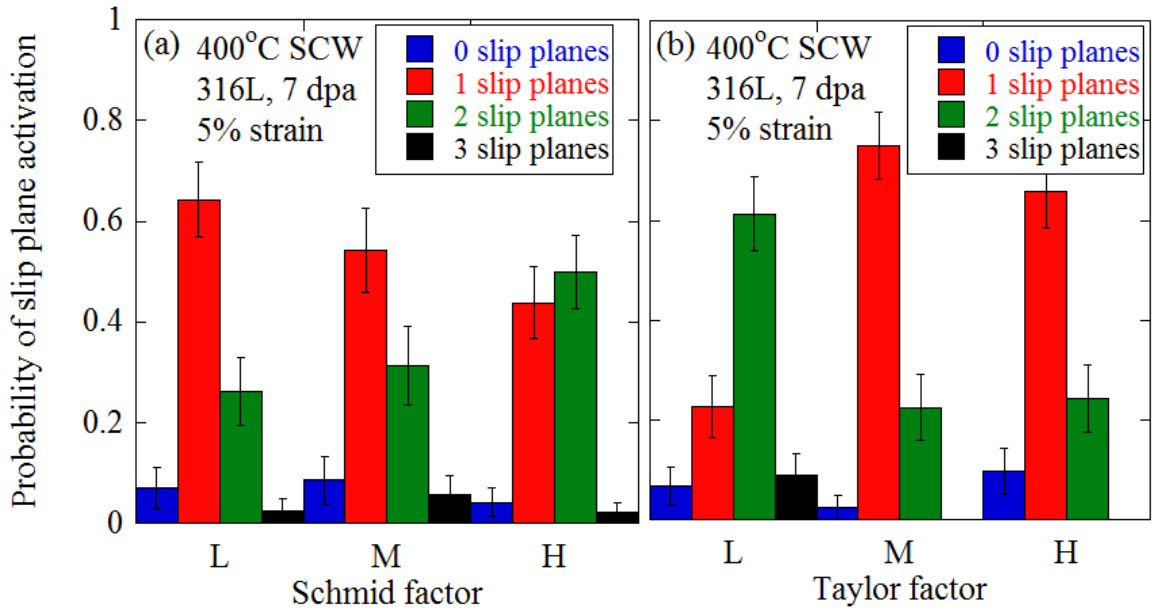 Probability of slip plane activation
1
0.8
0.6
0.4
0.2
0
(a)
400°C SCW
316L, 7 dpa
5% strain
0 slip planes
1 slip planes
2 slip planes
3 slip planes
L M H
Schmid factor
(b)
400°C SCW
316L, 7 dpa
5% strain
0 slip planes
1 slip planes
2 slip planes
3 slip planes
L M H
Taylor factor